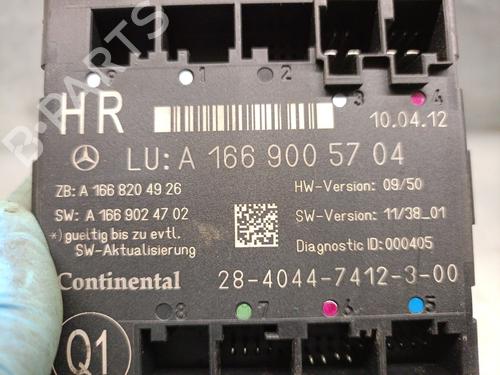 1 2
3 4
HR
10.04.12
LU: A 166 900 57 04
ZB: A 166 820 49 26
HW-Version: 09/50
SW: A 166 902 47 02
SW-Version: 11/38_01
*)gueltig bis zu evtl.
SW-Aktualisierung
Diagnostic ID:000405
Continental
28-4044-7412-3-00
8 7 6 5
Q1
B-PARTS